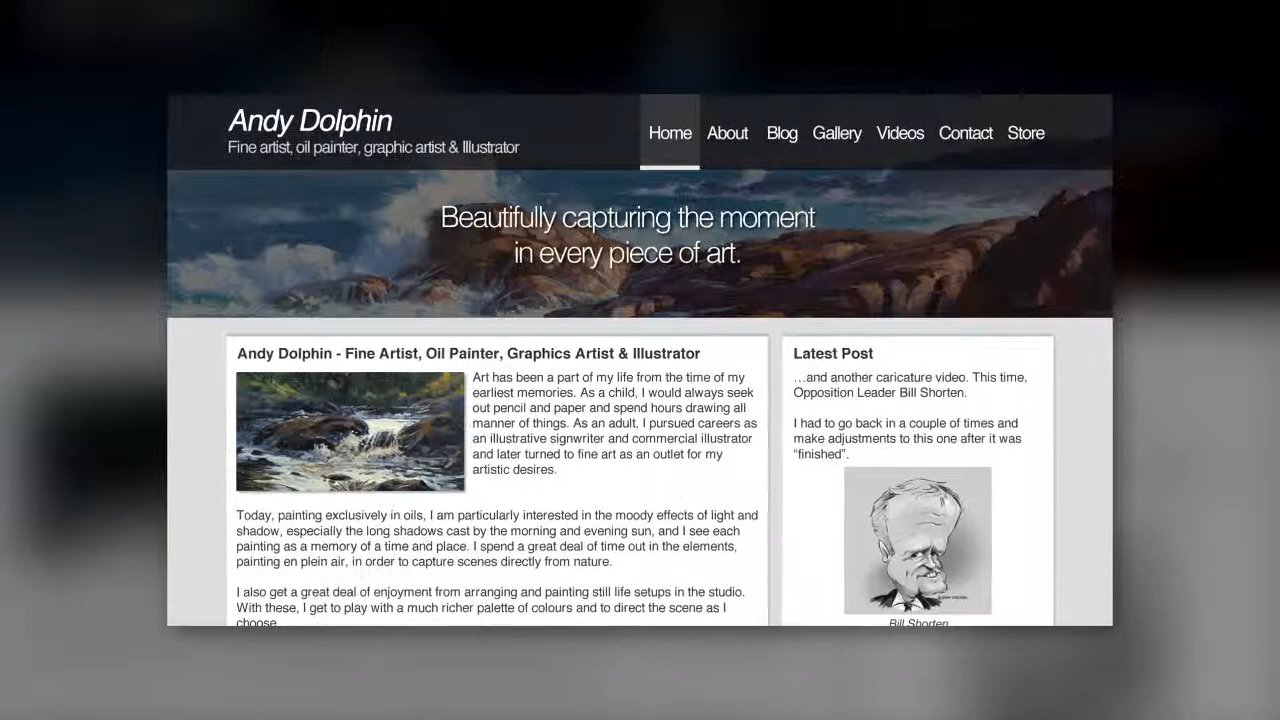 Andy Dolphin
Fine artist, oil painter, graphic artist & Illustrator
Home About Blog Gallery Videos Contact Store
Beautifully capturing the moment
in every piece of art.
Andy Dolphin - Fine Artist, Oil Painter, Graphics Artist & Illustrator
Art has been a part of my life from the time of my
earliest memories. As a child, I would always seek
out pencil and paper and spend hours drawing all
manner of things. As an adult, I pursued careers as
an illustrative signwriter and commercial illustrator
and later turned to fine art as an outlet for my
artistic desires.
Today, painting exclusively in oils, I am particularly interested in the moody effects of light and
shadow, especially the long shadows cast by the morning and evening sun, and I see each
painting as a memory of a time and place. I spend a great deal of time out in the elements,
painting en plein air, in order to capture scenes directly from nature.
I also get a great deal of enjoyment from arranging and painting still life setups in the studio.
With these, I get to play with a much richer palette of colours and to direct the scene as I
choose
Latest Post
…and another caricature video. This time,
Opposition Leader Bill Shorten.
I had to go back in a couple of times and
make adjustments to this one after it was
“finished”.
Bill Shorten